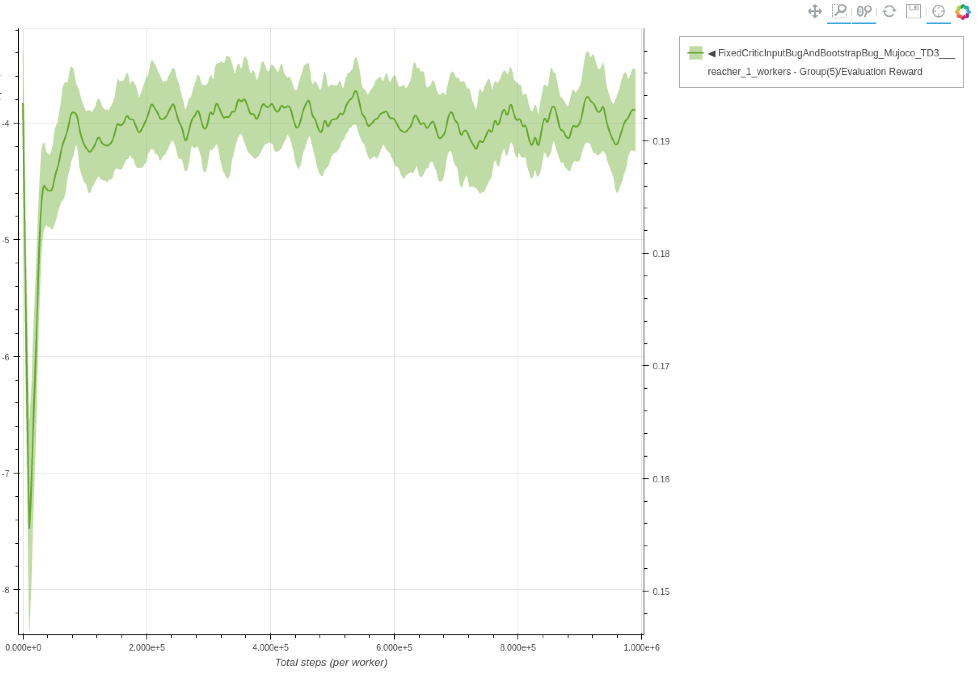 ◀ FixedCriticInputBugAndBootstrapBug_Mujoco_TD3___
reacher_1_workers - Group(5)/Evaluation Reward
-4
-5
-6
-7
-8
0.19
0.18
0.17
0.16
0.15
0.000e+0 2.000e+5 4.000e+5 6.000e+5 8.000e+5 1.000e+6
Total steps (per worker)